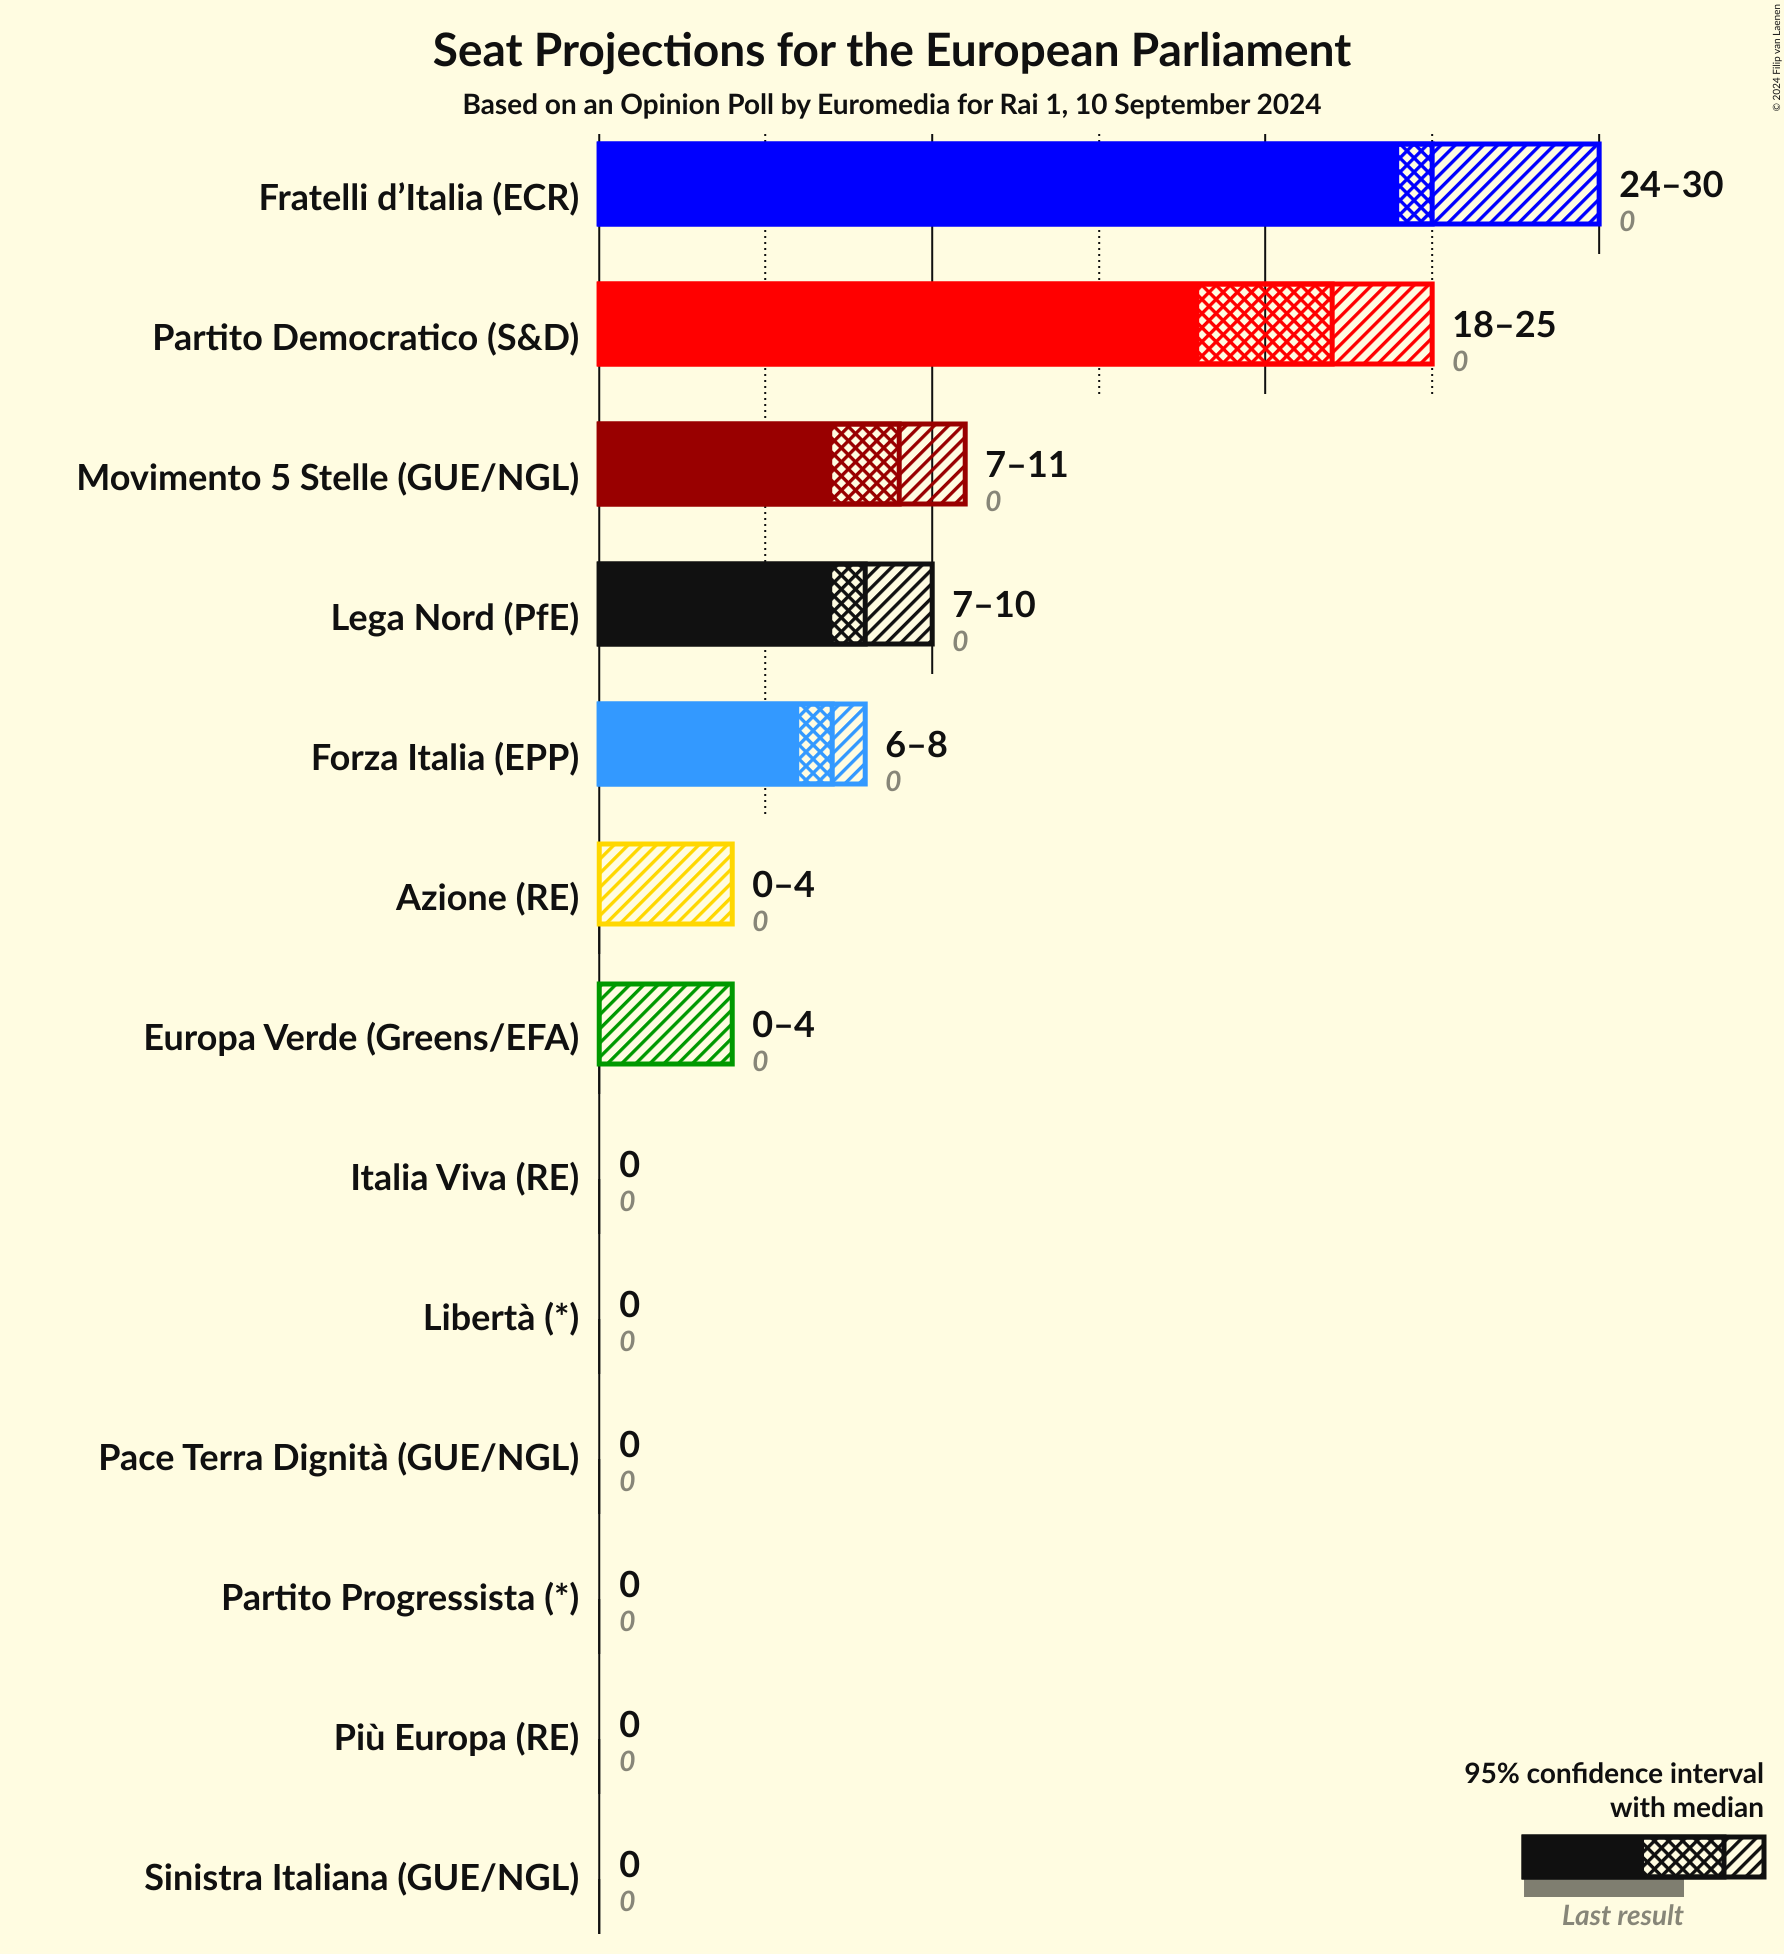 Seat Projections for the European Parliament
Based on an Opinion Poll by Euromedia for Rai 1, 10 September 2024
© 2024 Filip van Laenen
Fratelli d’Italia (ECR)
24–30
0
Partito Democratico (S&D)
18–25
0
Movimento 5 Stelle (GUE/NGL)
7–11
0
Lega Nord (PfE)
7–10
0
Forza Italia (EPP)
6–8
0
Azione (RE)
0–4
0
Europa Verde (Greens/EFA)
0–4
0
Italia Viva (RE)
0
0
Libertà (*)
0
0
Pace Terra Dignità (GUE/NGL)
0
0
Partito Progressista (*)
0
0
Più Europa (RE)
0
0
Sinistra Italiana (GUE/NGL)
0
0
95% confidence interval
with median
Last result